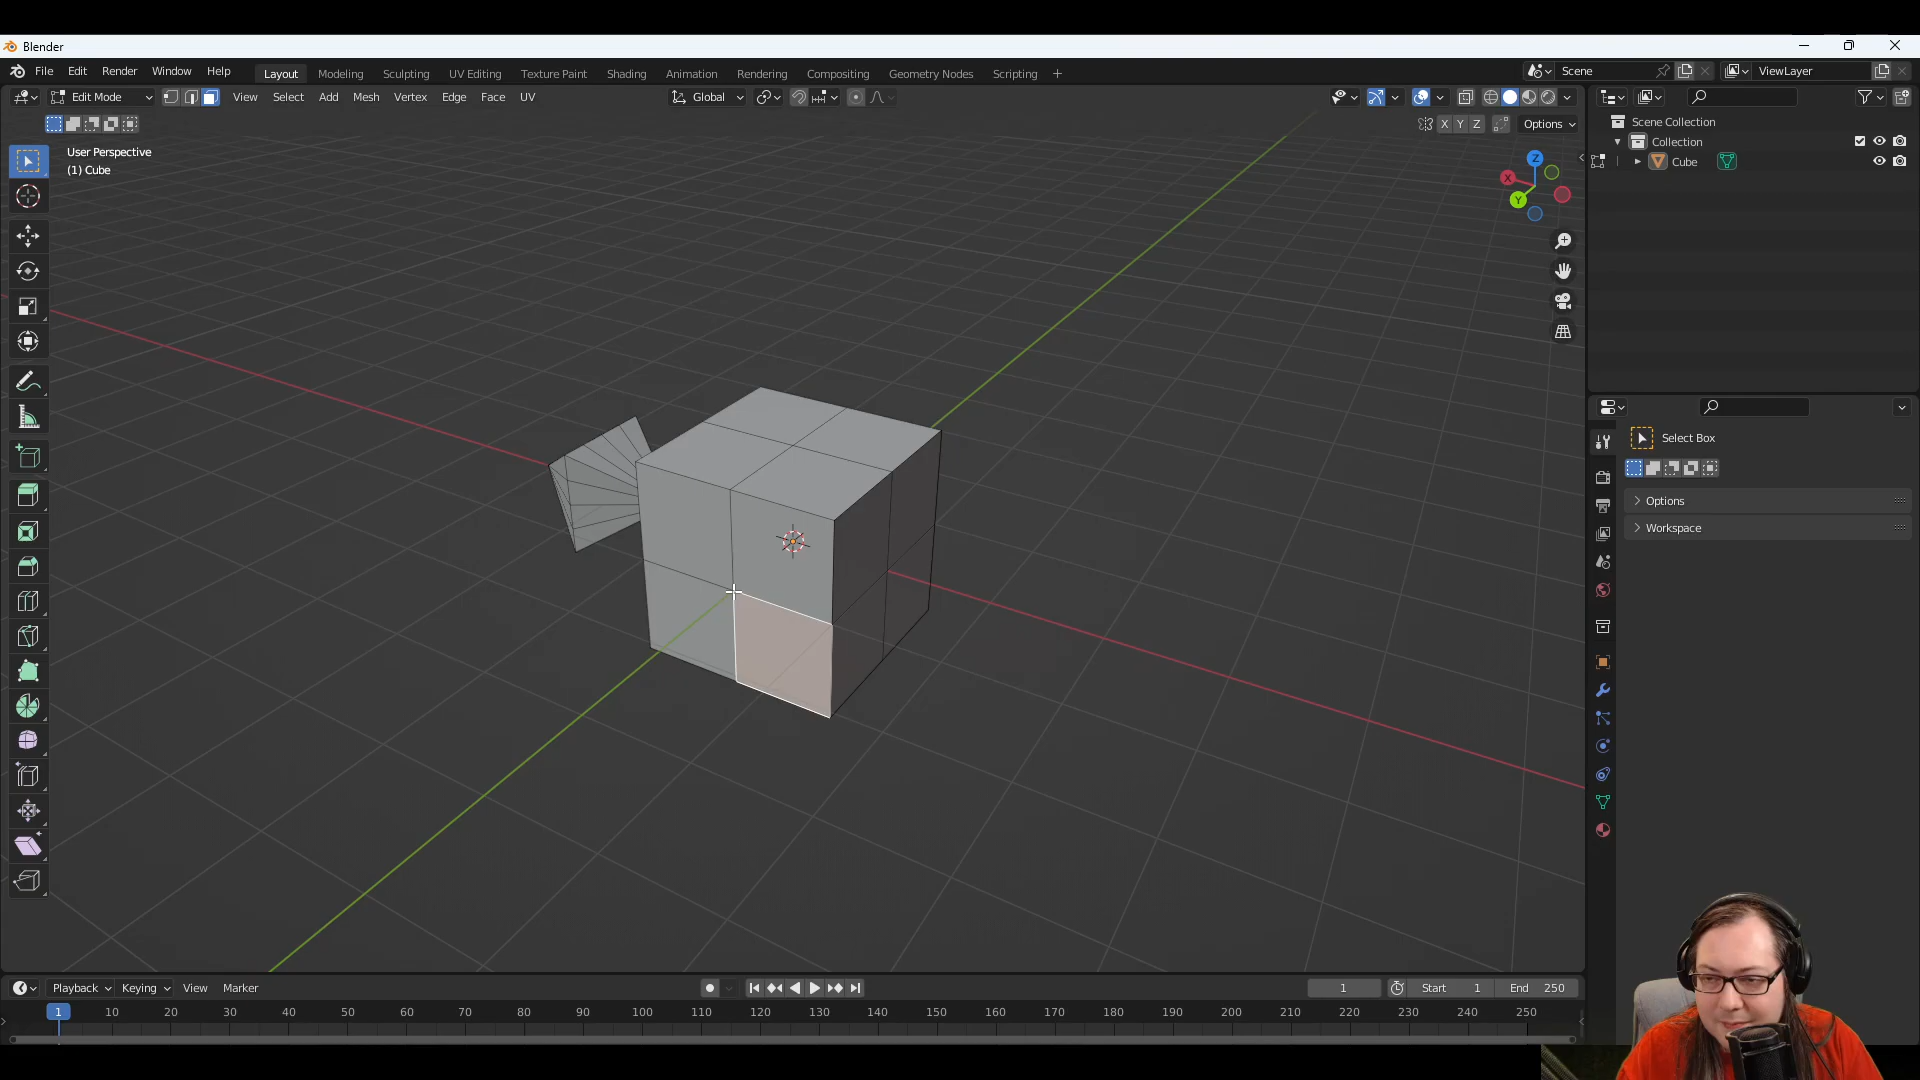 Blender
File Edit Render Window Help Layout Modeling Sculpting UV Editing Texture Paint Shading Animation Rendering Compositing Geometry Nodes Scripting + Scene ViewLayer
Edit Mode View Select Add Mesh Vertex Edge Face UV Global
X Y Z Options
User Perspective
(1) Cube
Z
X
Y
Scene Collection
Collection
Cube
Select Box
Options
Workspace
Playback Keying View Marker 1 Start 1 End 250
1 10 20 30 40 50 60 70 80 90 100 110 120 130 140 150 160 170 180 190 200 210 220 230 240 250